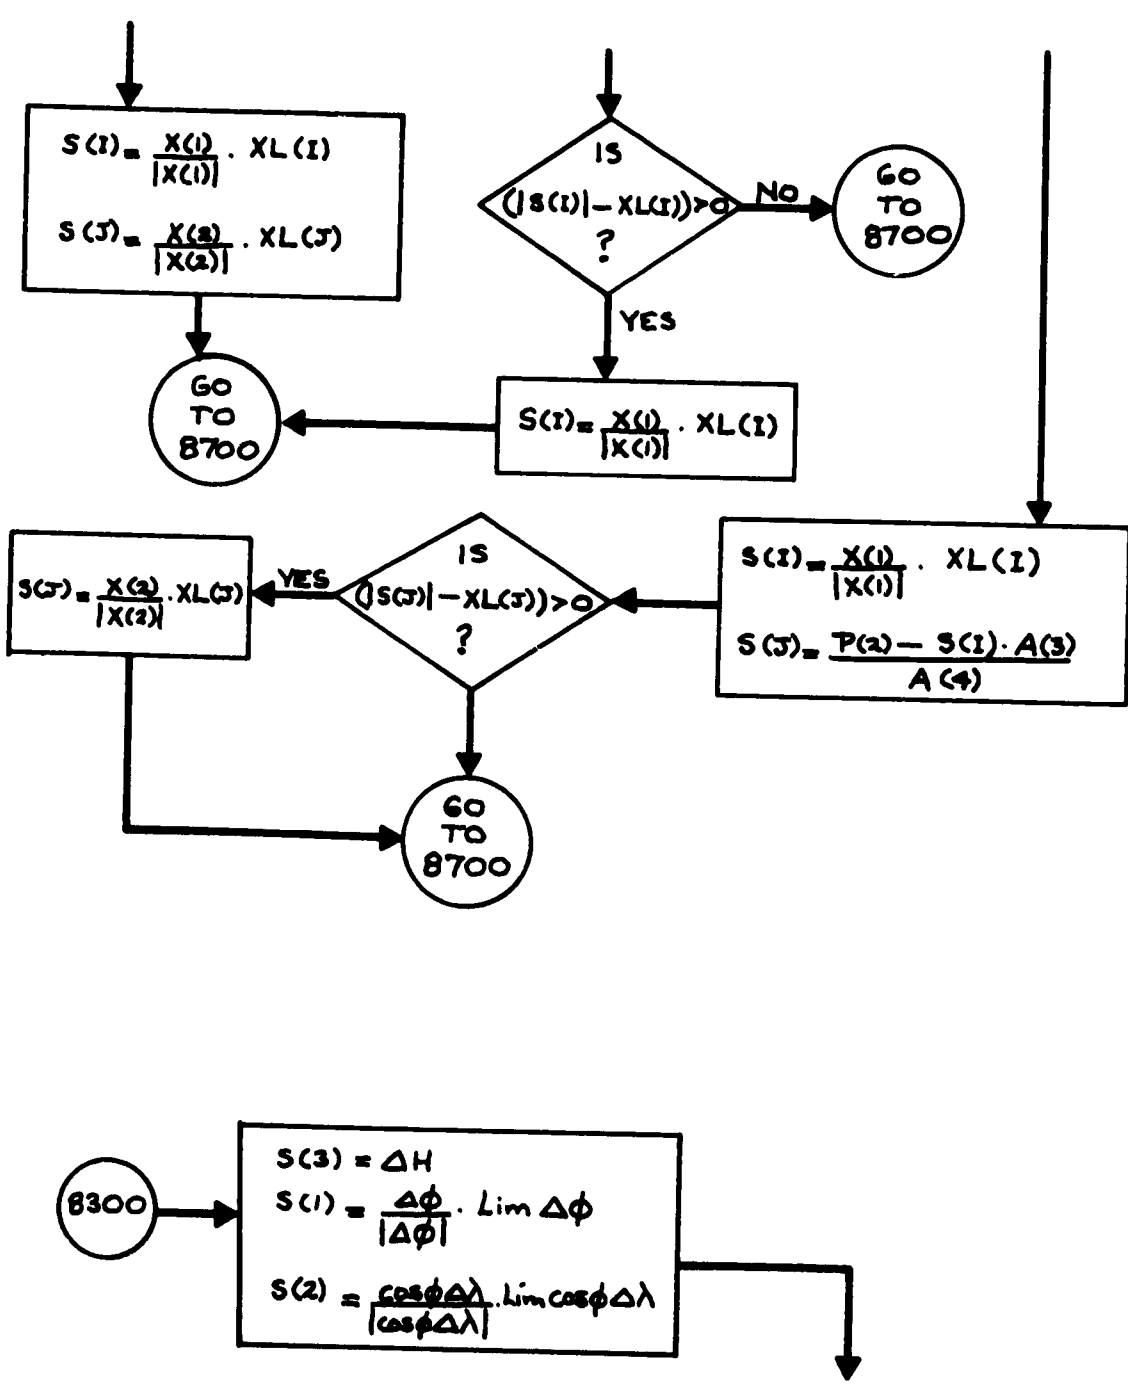 S(I) = X(1) / |X(1)| · XL(I)
S(J) = X(2) / |X(2)| · XL(J)
GO
TO
8700
IS
(|S(I)| − XL(I)) > 0
?
NO
GO
TO
8700
YES
S(I) = X(1) / |X(1)| · XL(I)
S(I) = X(1) / |X(1)| · XL(I)
S(J) = P(2) − S(I) · A(3) / A(4)
IS
(|S(J)| − XL(J)) > 0
?
YES
S(J) = X(2) / |X(2)| · XL(J)
GO
TO
8700
8300
S(3) = ΔH
S(1) = Δϕ / |Δϕ| · Lim Δϕ
S(2) = cosϕΔλ / |cosϕΔλ| · Lim cosϕΔλ